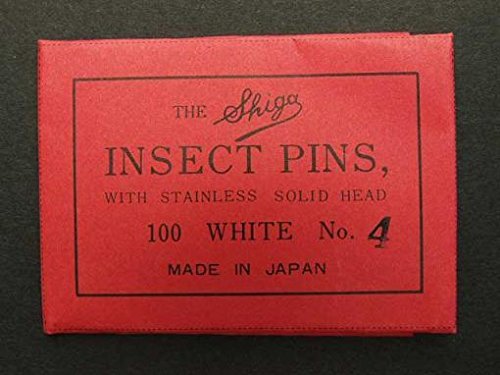 THE Shiga
INSECT PINS,
WITH STAINLESS SOLID HEAD
100 WHITE No. 4
MADE IN JAPAN